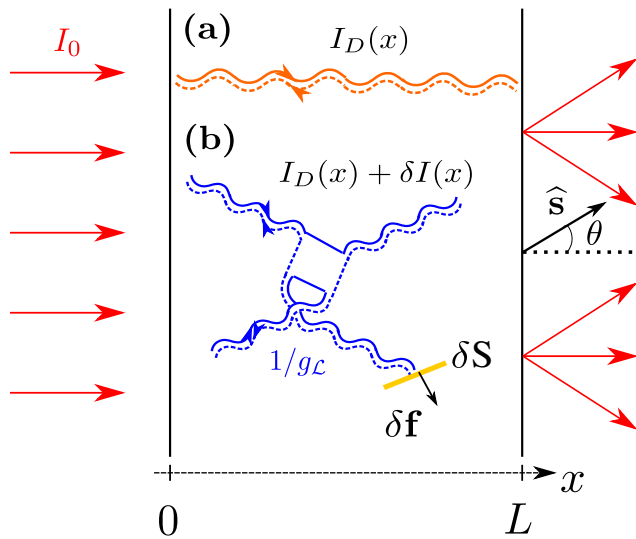 (a)
I_0
I_D(x)
(b)
I_D(x) + δI(x)
ŝ
θ
1/g_ℒ
δS
δf
x
0
L